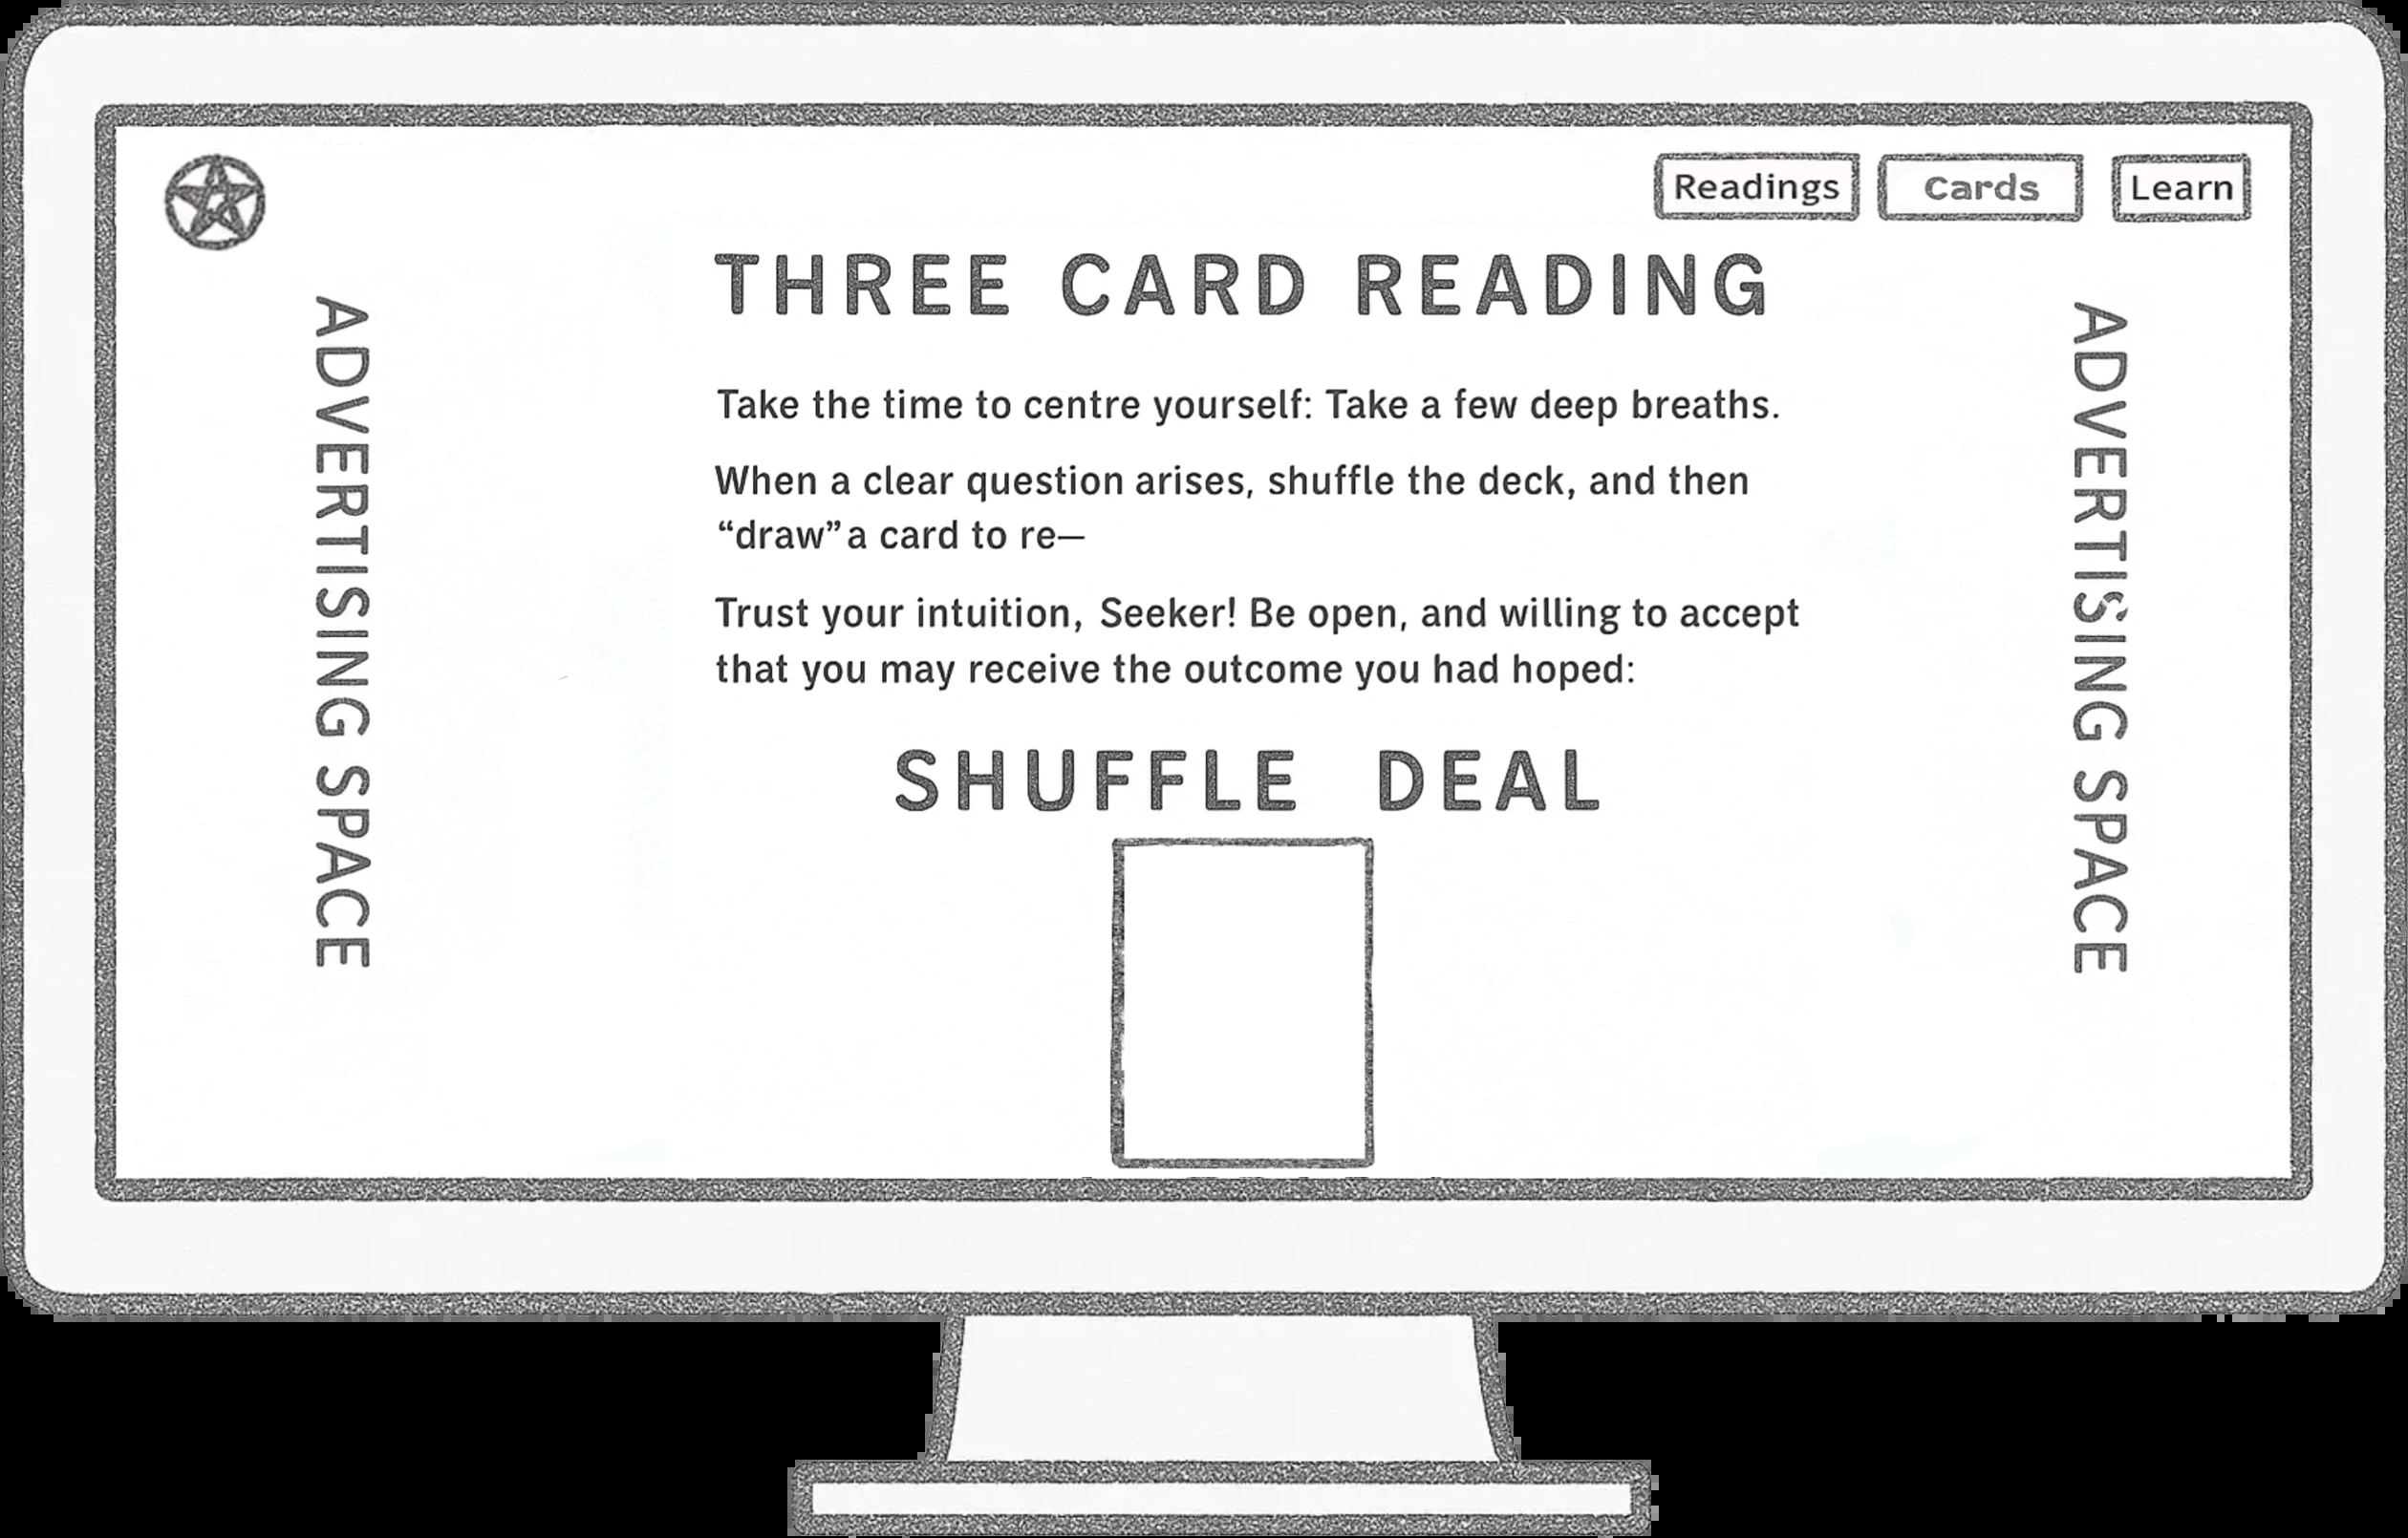 Readings Cards Learn
THREE CARD READING
ADVERTISING SPACE
Take the time to centre yourself: Take a few deep breaths.
When a clear question arises, shuffle the deck, and then
“draw” a card to re—
Trust your intuition, Seeker! Be open, and willing to accept
that you may receive the outcome you had hoped:
SHUFFLE DEAL
ADVERTISING SPACE